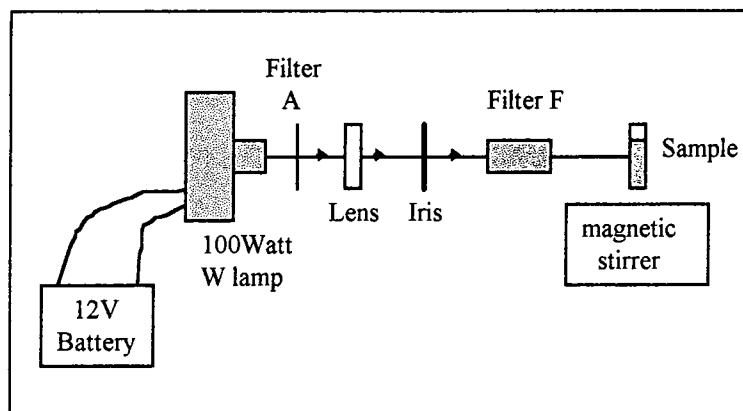 Filter
A
Filter F
Sample
Lens
Iris
100Watt
W lamp
magnetic
stirrer
12V
Battery